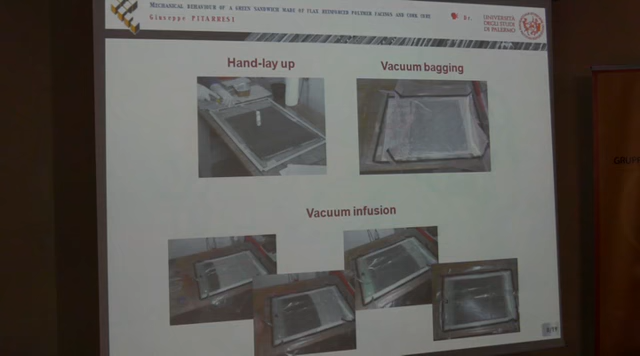 MECHANICAL BEHAVIOUR OF A GREEN SANDWICH MADE OF FLAX REINFORCED POLYMER FACINGS AND CORK CORE
Giuseppe PITARRESI
UNIVERSITÀ
DEGLI STUDI
DI PALERMO
Hand-lay up
Vacuum bagging
Vacuum infusion